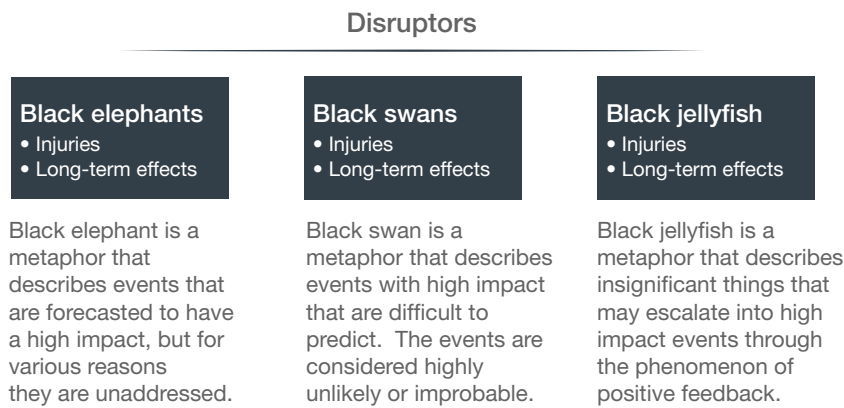 Disruptors
Black elephants
• Injuries
• Long-term effects
Black elephant is a
metaphor that
describes events that
are forecasted to have
a high impact, but for
various reasons
they are unaddressed.
Black swans
• Injuries
• Long-term effects
Black swan is a
metaphor that describes
events with high impact
that are difficult to
predict.  The events are
considered highly
unlikely or improbable.
Black jellyfish
• Injuries
• Long-term effects
Black jellyfish is a
metaphor that describes
insignificant things that
may escalate into high
impact events through
the phenomenon of
positive feedback.